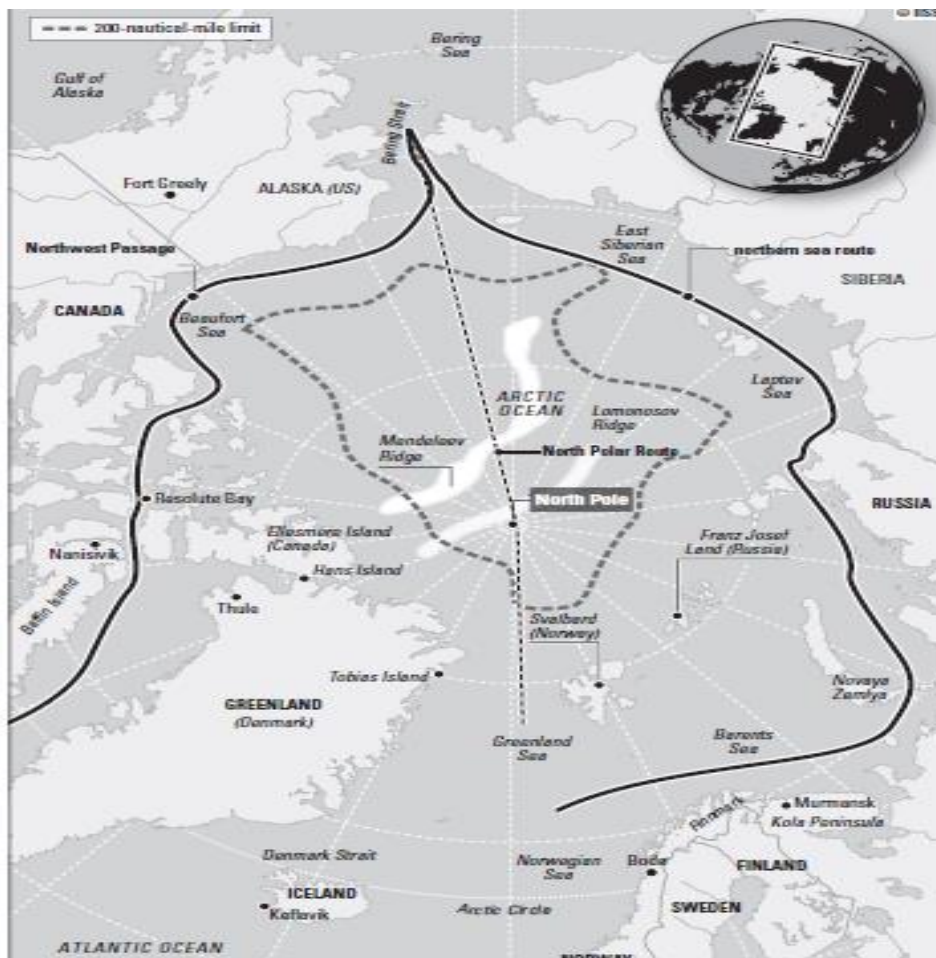 200-nautical-mile limit
© IISS
Bering
Sea
Gulf of
Alaska
Bering Strait
Fort Greely
ALASKA (US)
Northwest Passage
East
Siberian
Sea
northern sea route
SIBERIA
CANADA
Beaufort
Sea
Laptev
Sea
ARCTIC
OCEAN
Lomonosov
Ridge
Mendeleev
Ridge
North Polar Route
Resolute Bay
North Pole
RUSSIA
Ellesmere Island
(Canada)
Franz Josef
Land (Russia)
Nanisivik
Hans Island
Baffin Island
Thule
Svalbard
(Norway)
Tobias Island
Novaya
Zemlya
GREENLAND
(Denmark)
Greenland
Sea
Barents
Sea
Finnmark
Murmansk
Kola Peninsula
Denmark Strait
Norwegian
Sea
Bodø
FINLAND
ICELAND
Keflavik
Arctic Circle
SWEDEN
ATLANTIC OCEAN
NORWAY